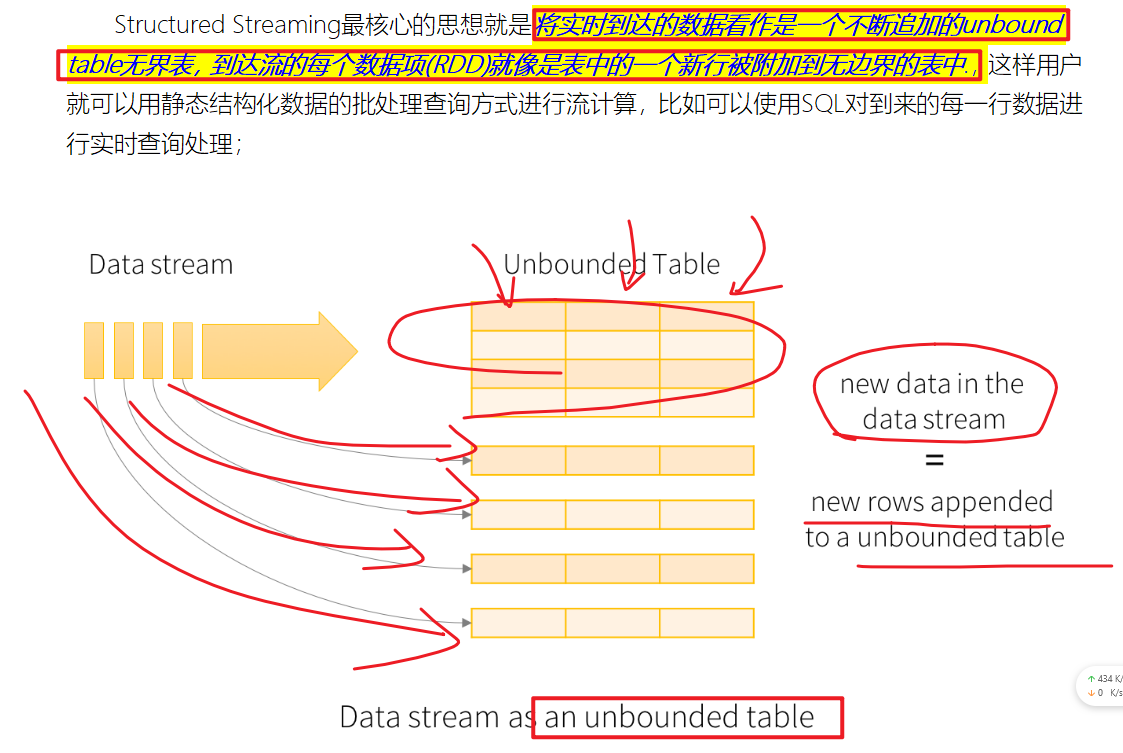 Structured Streaming最核心的思想就是将实时到达的数据看作是一个不断追加的unbound
table无界表, 到达流的每个数据项(RDD)就像是表中的一个新行被附加到无边界的表中.,这样用户
就可以用静态结构化数据的批处理查询方式进行流计算，比如可以使用SQL对到来的每一行数据进
行实时查询处理；
Data stream
Unbounded Table
new data in the
data stream
=
new rows appended
to a unbounded table
↑ 434 K/
↓ 0 K/s
Data stream as an unbounded table